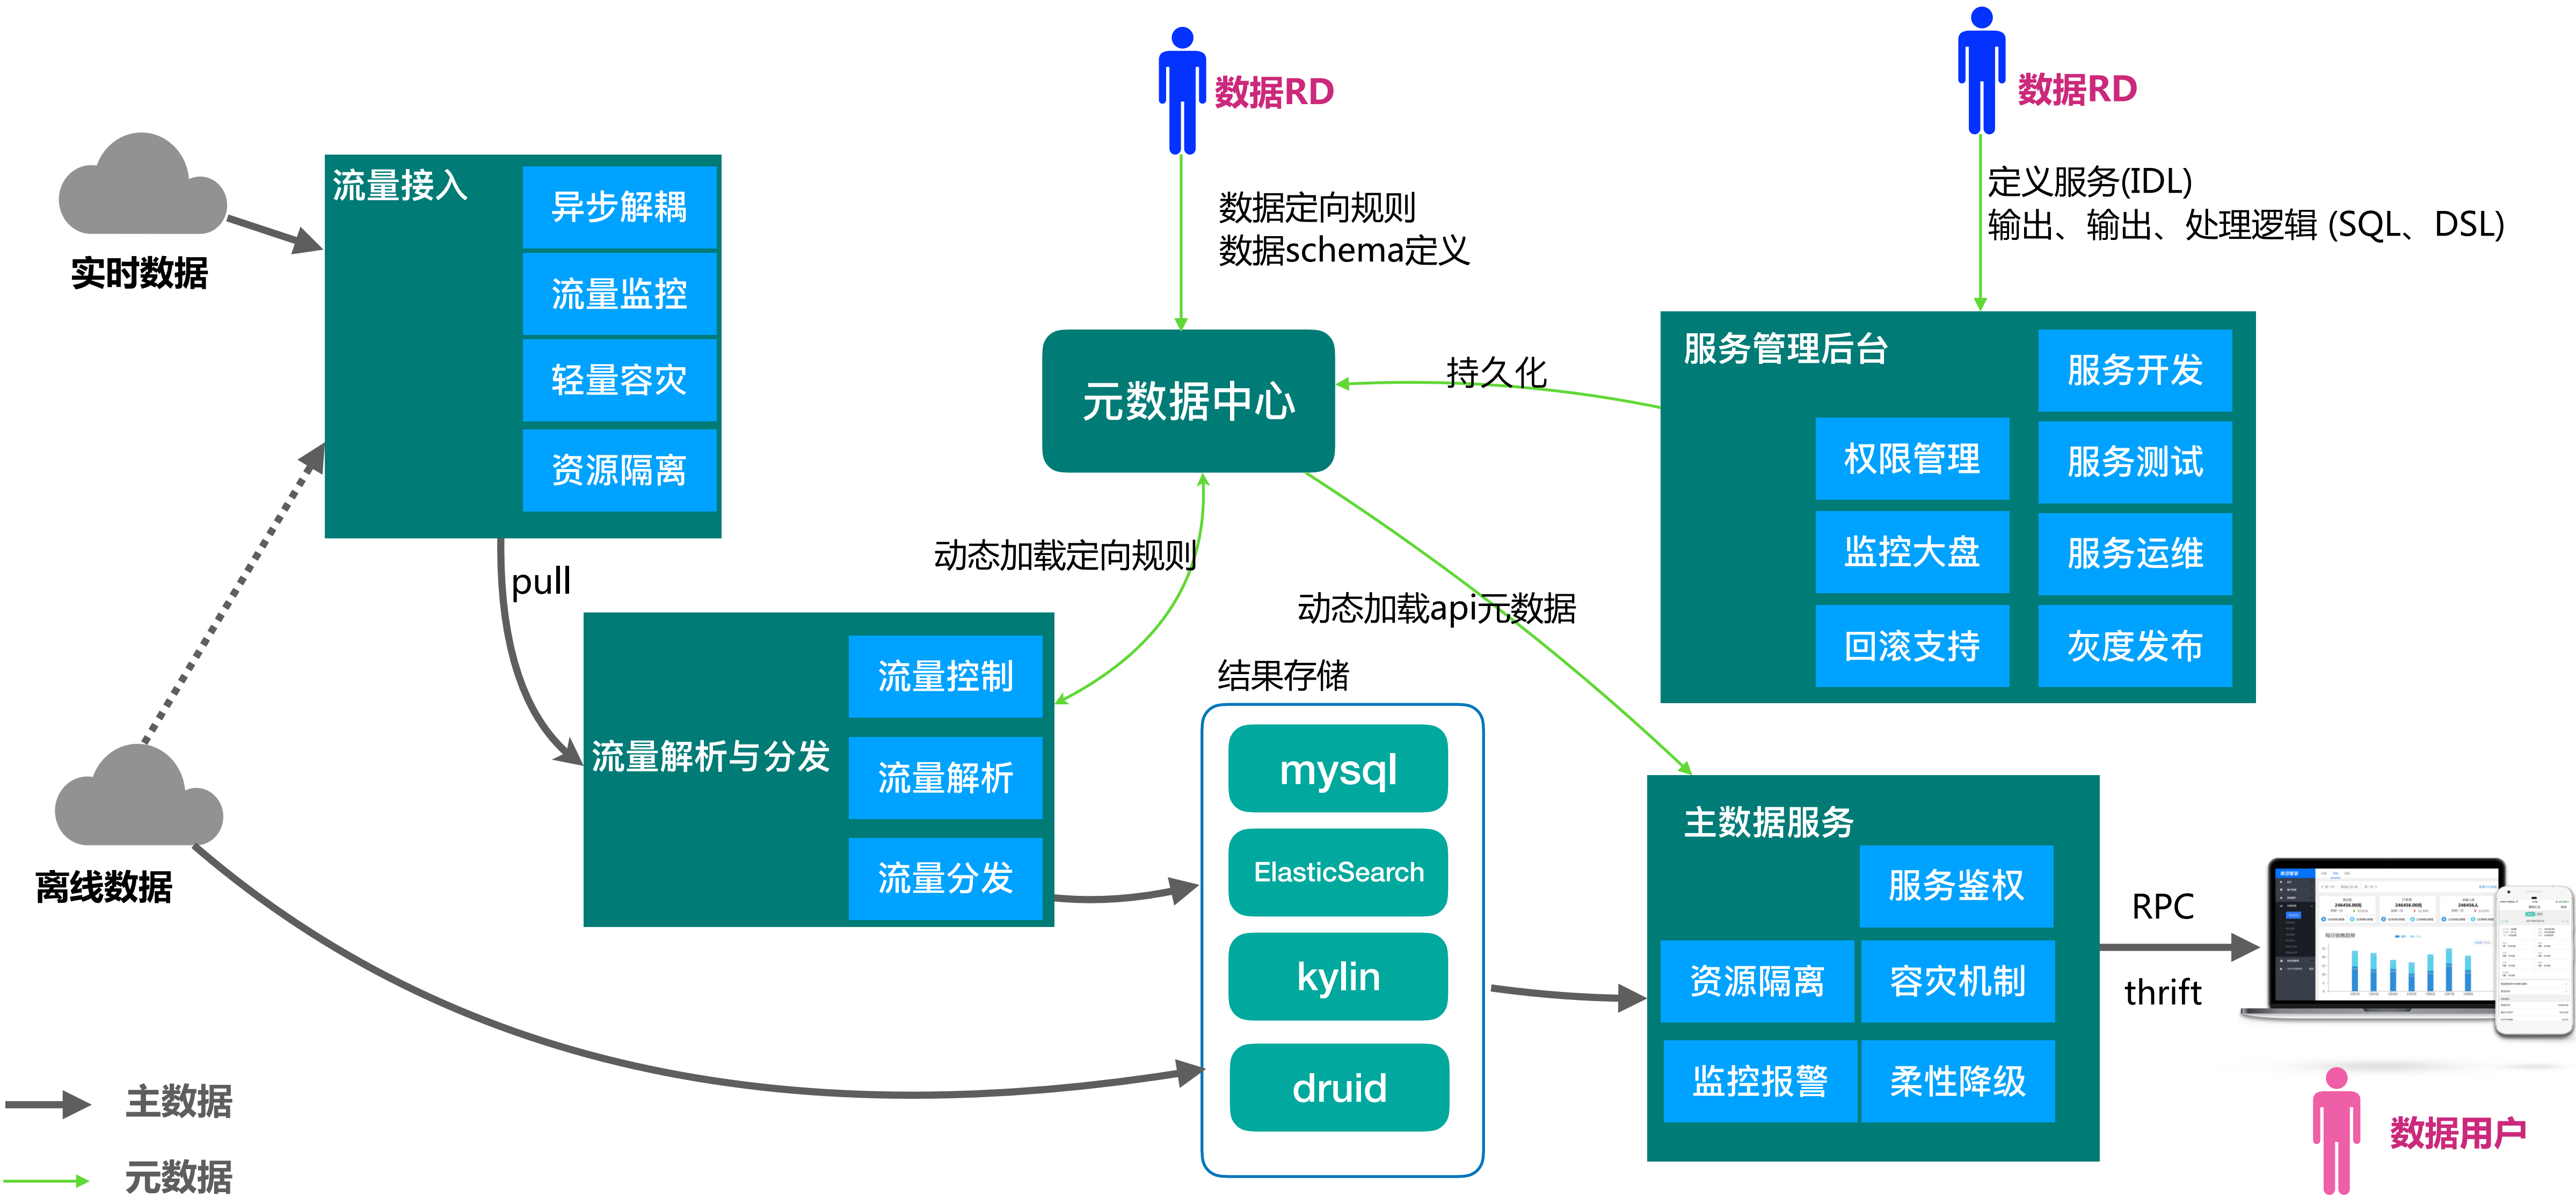 数据RD
数据RD
流量接入
异步解耦
流量监控
轻量容灾
资源隔离
实时数据
数据定向规则
数据schema定义
定义服务(IDL)
输出、输出、处理逻辑 (SQL、DSL)
元数据中心
持久化
服务管理后台
服务开发
权限管理
服务测试
监控大盘
服务运维
回滚支持
灰度发布
pull
动态加载定向规则
动态加载api元数据
流量解析与分发
流量控制
流量解析
流量分发
结果存储
mysql
ElasticSearch
kylin
druid
离线数据
主数据服务
服务鉴权
资源隔离
容灾机制
监控报警
柔性降级
RPC
thrift
每日销售趋势
数据用户
主数据
元数据